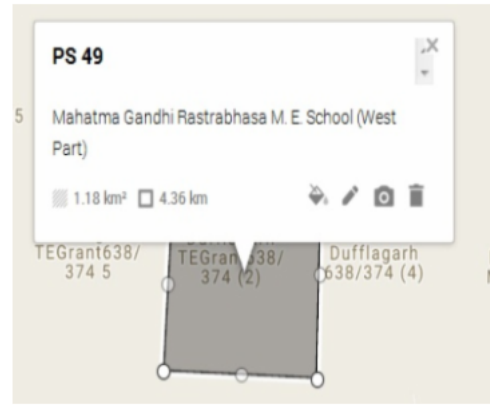 PS 49
Mahatma Gandhi Rastrabhasa M. E. School (West
Part)
5
1.18 km² 4.36 km
TEGrant638/
374 5
TEGran 638/
374 (2)
Dufflagarh
638/374 (4)